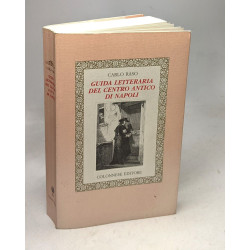 CARLO RASO
GUIDA LETTERARIA
DEL CENTRO ANTICO
DI NAPOLI
COLONNESE EDITORE